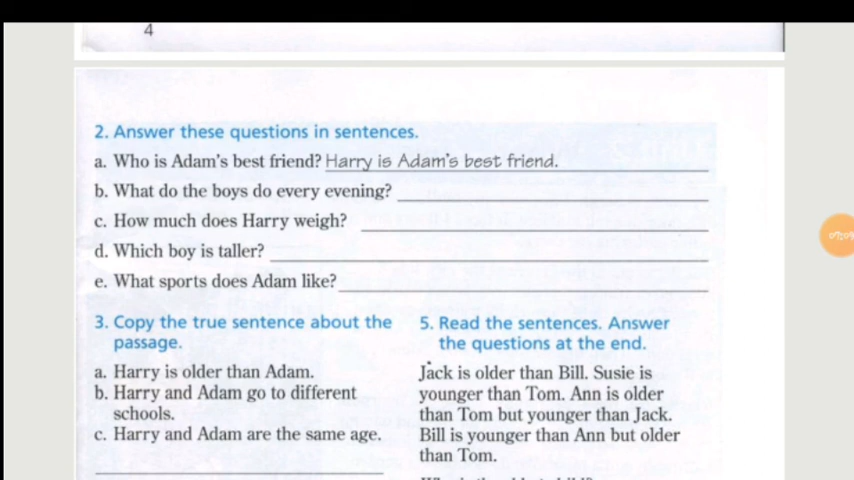 4
2. Answer these questions in sentences.
a. Who is Adam's best friend? Harry is Adam's best friend.
b. What do the boys do every evening?
c. How much does Harry weigh?
d. Which boy is taller?
e. What sports does Adam like?
3. Copy the true sentence about the
passage.
a. Harry is older than Adam.
b. Harry and Adam go to different
schools.
c. Harry and Adam are the same age.
5. Read the sentences. Answer
the questions at the end.
Jack is older than Bill. Susie is
younger than Tom. Ann is older
than Tom but younger than Jack.
Bill is younger than Ann but older
than Tom.